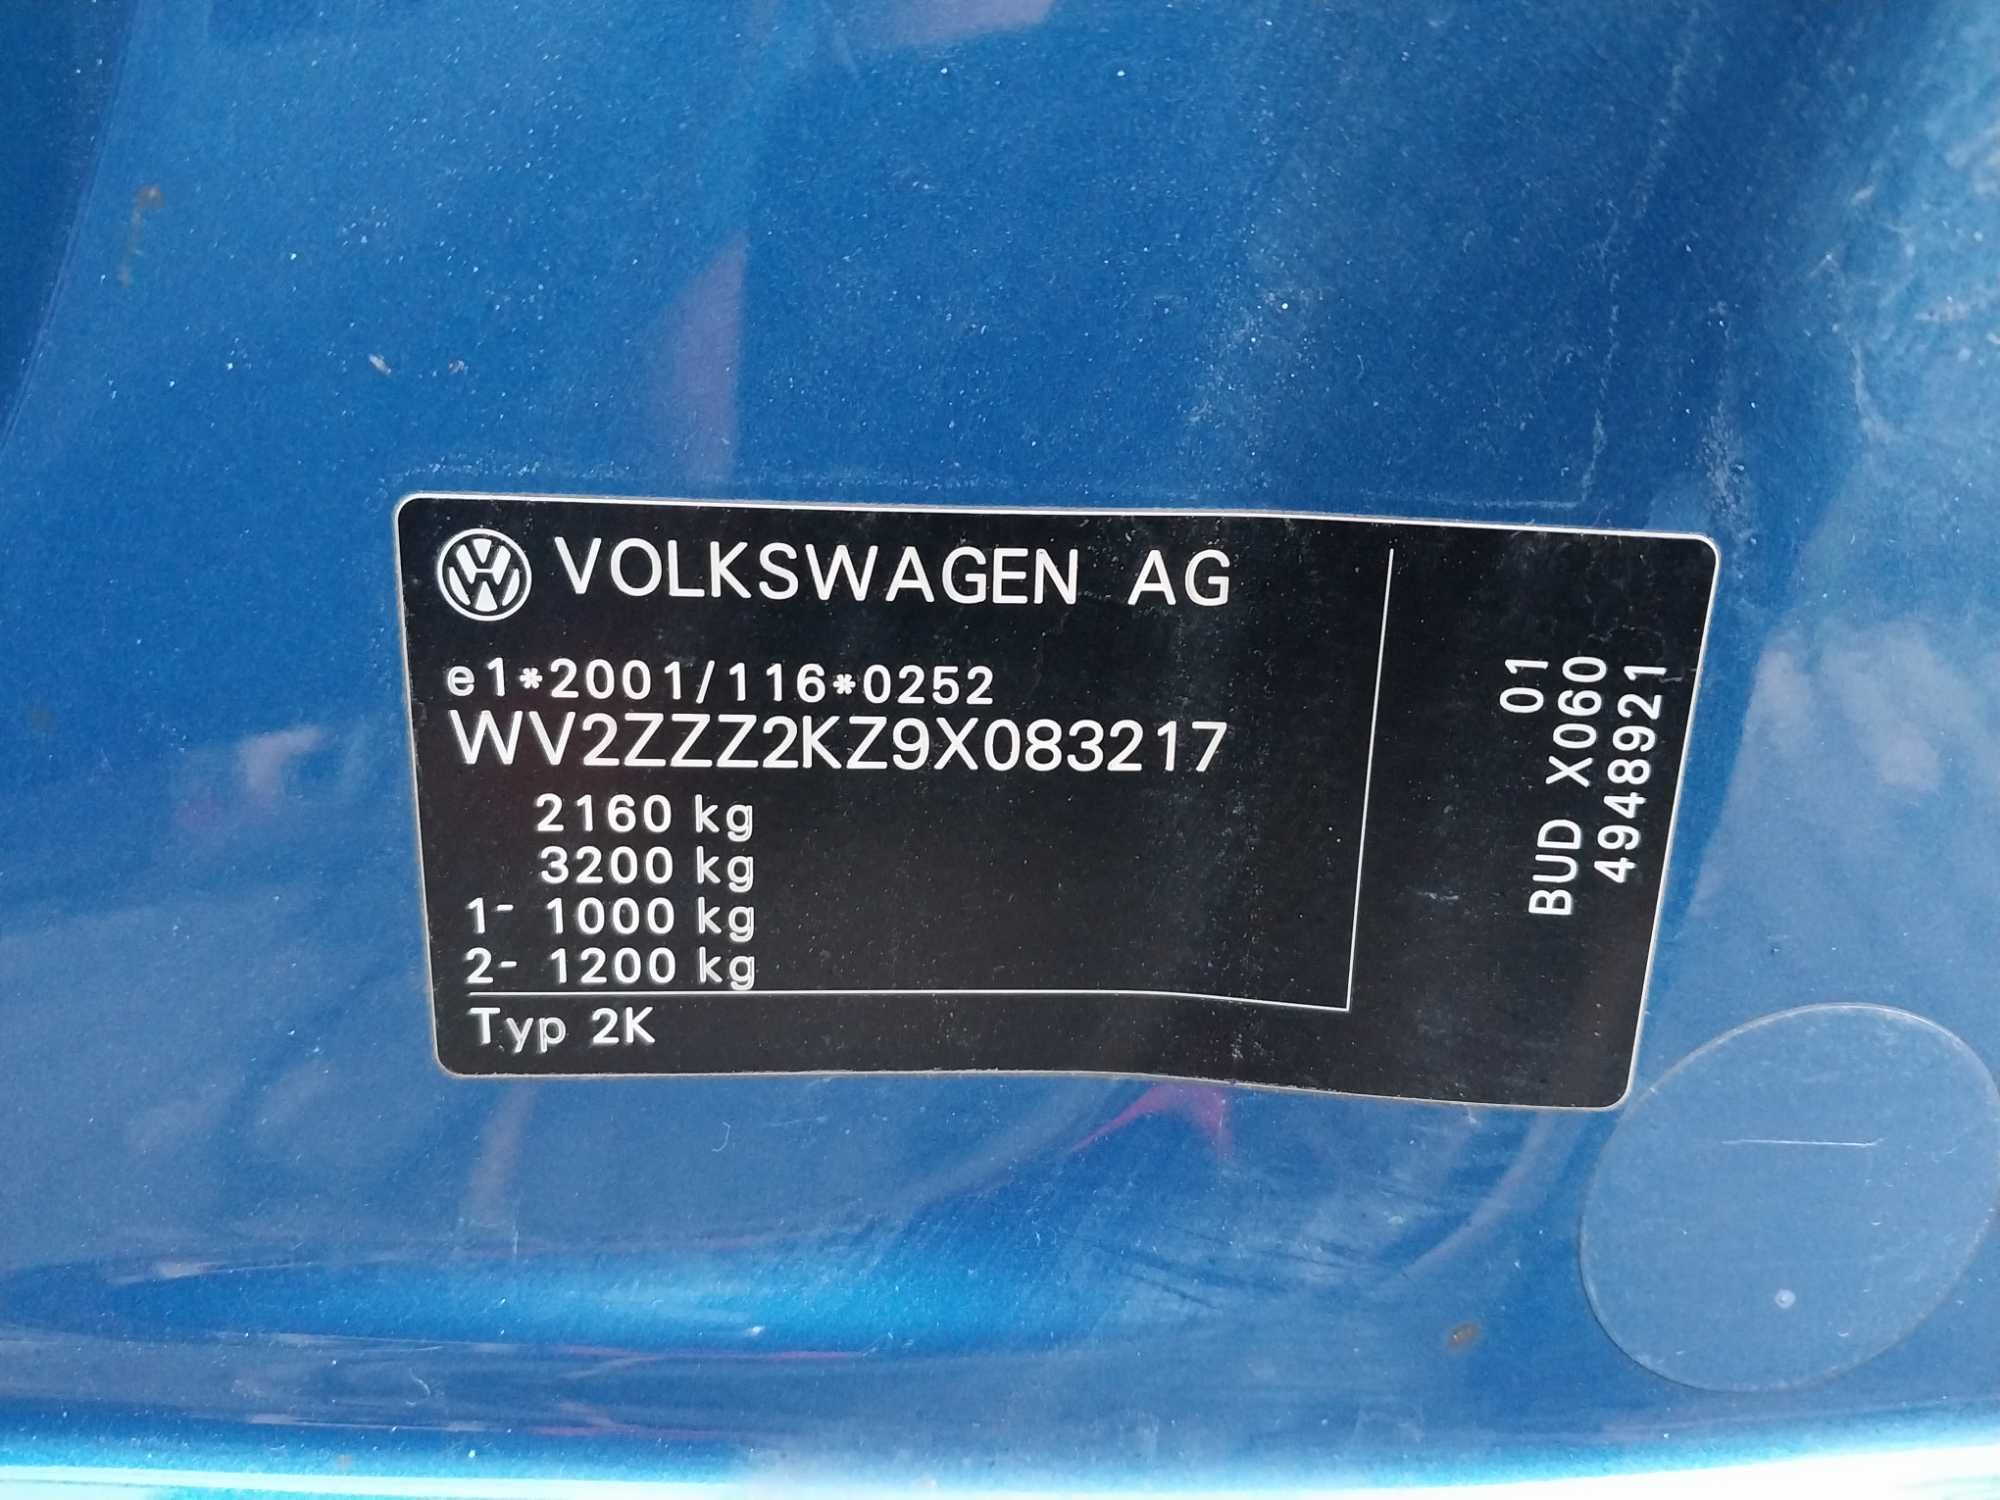 VOLKSWAGEN AG
e1*2001/116*0252
WV2ZZZ2KZ9X083217
2160 kg
3200 kg
1- 1000 kg
2- 1200 kg
Typ 2K
01
BUD X060
4948921